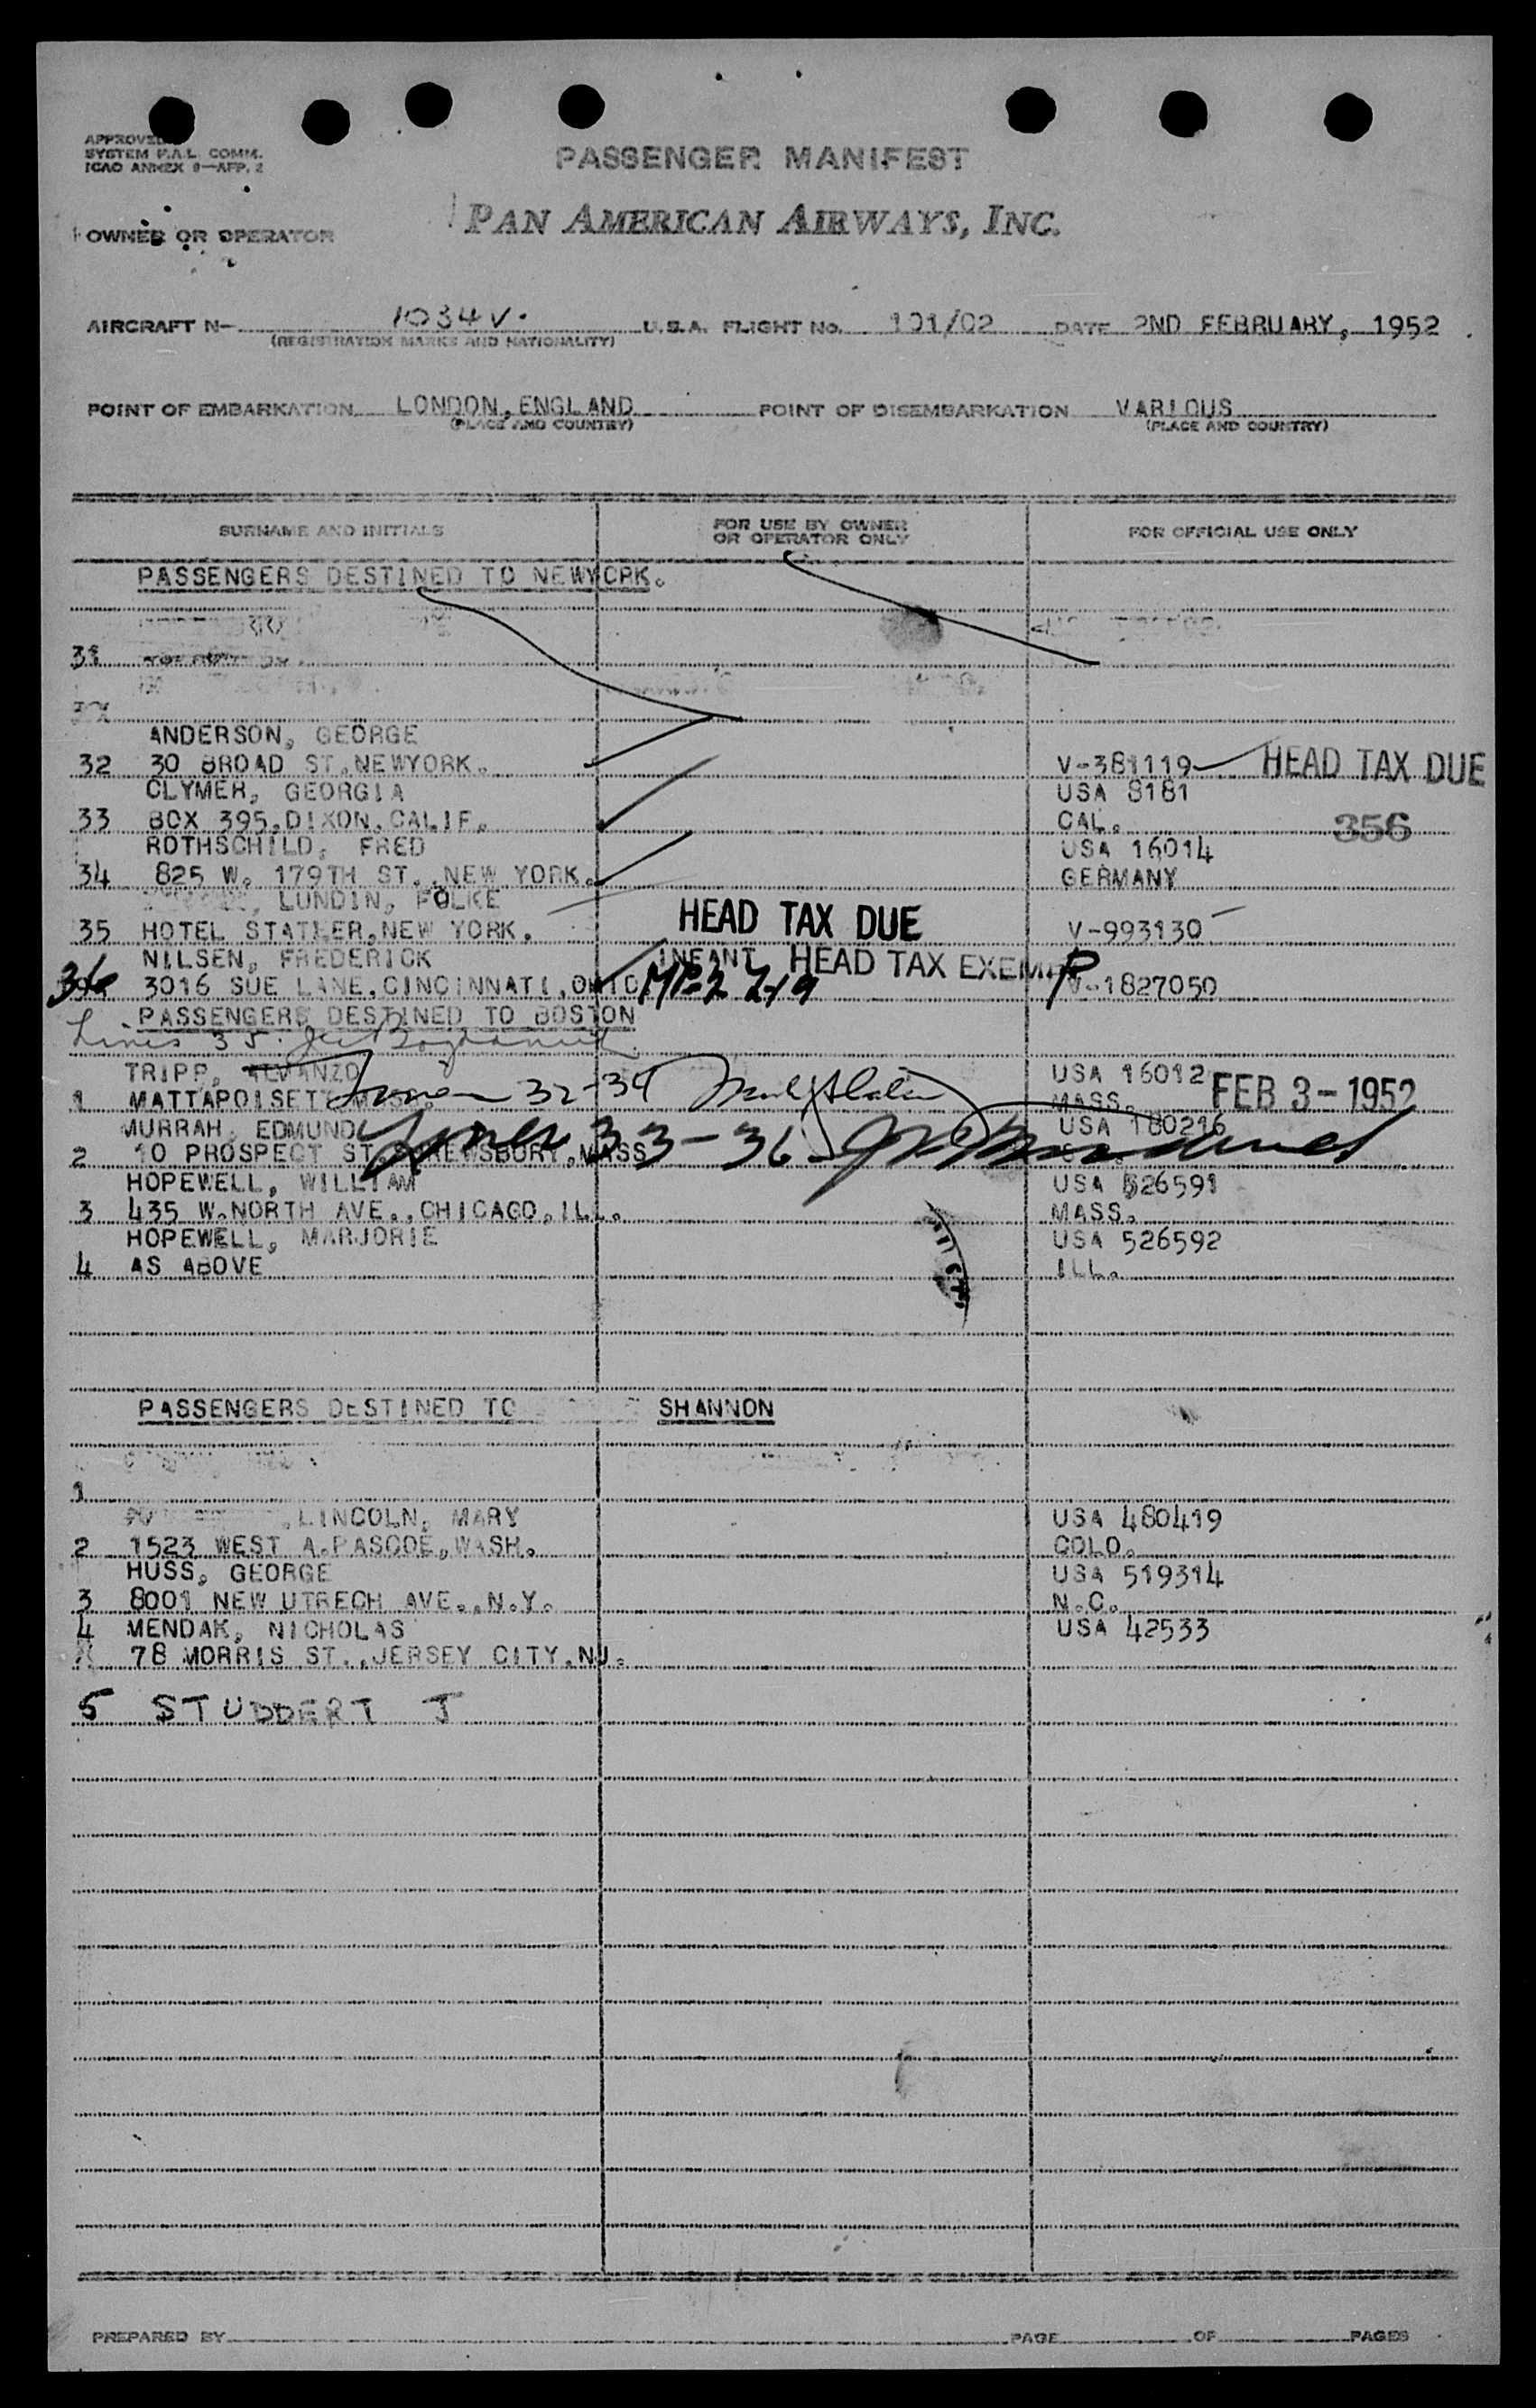 APPROVED
SYSTEM F.A.L. COMM.
ICAO ANNEX 9—APP. 2
PASSENGER MANIFEST
OWNER OR OPERATOR PAN AMERICAN AIRWAYS, INC.
AIRCRAFT N- 1034V. U.S.A. FLIGHT No. 101/02 DATE 2ND FEBRUARY, 1952
(REGISTRATION MARKS AND NATIONALITY)
POINT OF EMBARKATION LONDON, ENGLAND POINT OF DISEMBARKATION VARIOUS
(PLACE AND COUNTRY) (PLACE AND COUNTRY)
SURNAME AND INITIALS FOR USE BY OWNER OR OPERATOR ONLY FOR OFFICIAL USE ONLY
PASSENGERS DESTINED TO NEWYORK.
31
ANDERSON, GEORGE
32 30 BROAD ST. NEWYORK. V-381119 HEAD TAX DUE
CLYMER, GEORGIA USA 8181
33 BOX 395, DIXON, CALIF. CAL. 356
ROTHSCHILD, FRED USA 16014
34 825 W. 179TH ST., NEW YORK. GERMANY
LUNDIN, FOLKE HEAD TAX DUE
35 HOTEL STATLER, NEW YORK. V-993130
NILSEN, FREDERICK INFANT HEAD TAX EXEMPT
36 3016 SUE LANE, CINCINNATI, OHIO V-1827050
PASSENGERS DESTINED TO BOSTON
Lines 35.
TRIPP, ALVANZO USA 16012
32-34
1 MATTAPOISETT MASS. MASS. FEB 3-1952
MURRAH, EDMUND USA 180216
Lines 33-36
2 10 PROSPECT ST. SHREWSBURY, MASS
HOPEWELL, WILLIAM USA 526591
3 435 W. NORTH AVE., CHICAGO, ILL. MASS.
HOPEWELL, MARJORIE USA 526592
4 AS ABOVE ILL.
PASSENGERS DESTINED TO SHANNON
1
LINCOLN, MARY USA 480419
2 1523 WEST A. PASCOE, WASH. COLO.
HUSS, GEORGE USA 519314
3 8001 NEW UTRECH AVE., N.Y. N.C.
4 MENDAK, NICHOLAS USA 42533
78 MORRIS ST., JERSEY CITY, NJ.
5 STUDDERT J
PREPARED BY PAGE OF PAGES